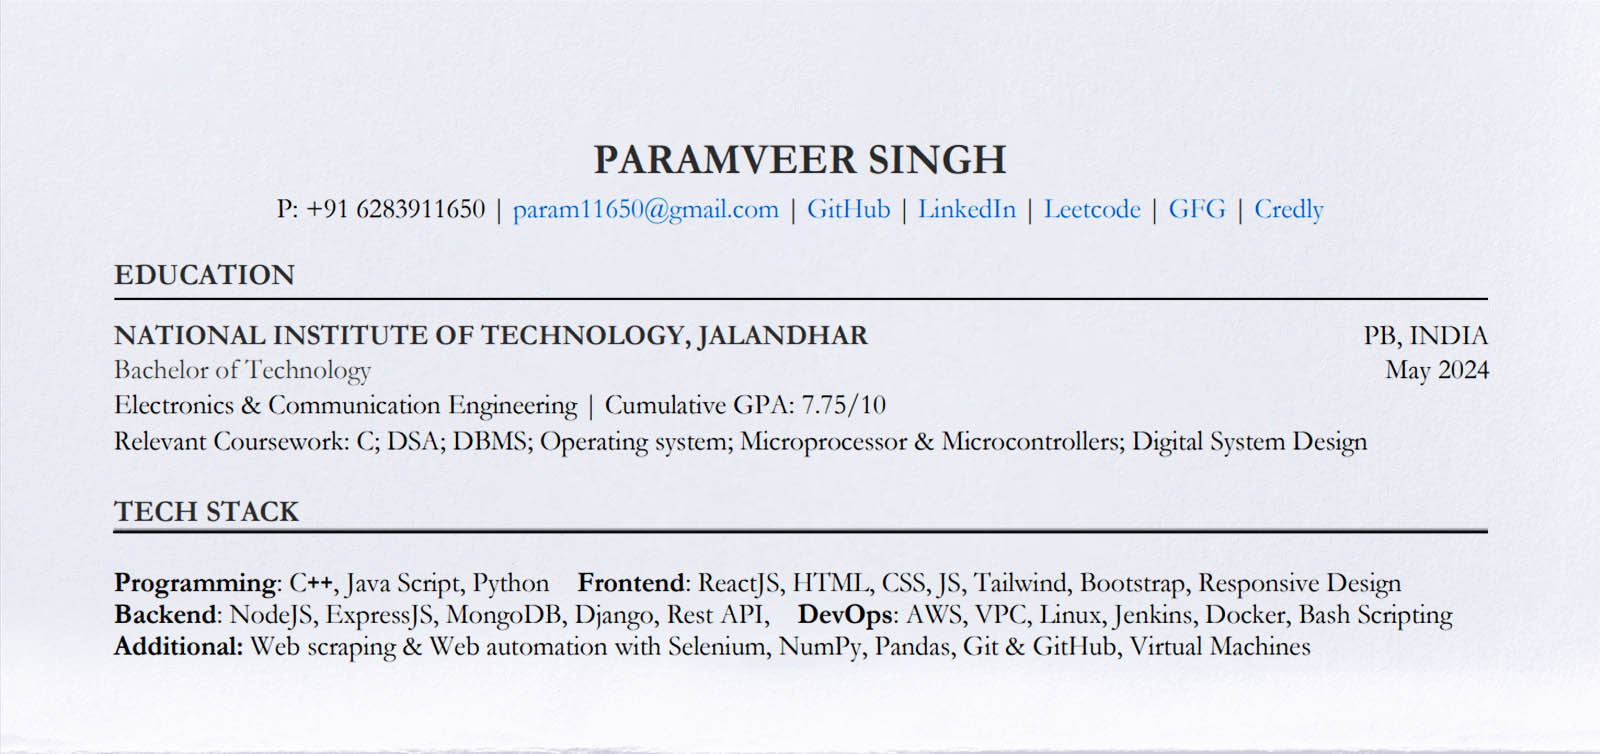 PARAMVEER SINGH
P: +91 6283911650 | param11650@gmail.com | GitHub | LinkedIn | Leetcode | GFG | Credly
EDUCATION
NATIONAL INSTITUTE OF TECHNOLOGY, JALANDHAR PB, INDIA
Bachelor of Technology May 2024
Electronics & Communication Engineering | Cumulative GPA: 7.75/10
Relevant Coursework: C; DSA; DBMS; Operating system; Microprocessor & Microcontrollers; Digital System Design
TECH STACK
Programming: C++, Java Script, Python Frontend: ReactJS, HTML, CSS, JS, Tailwind, Bootstrap, Responsive Design
Backend: NodeJS, ExpressJS, MongoDB, Django, Rest API, DevOps: AWS, VPC, Linux, Jenkins, Docker, Bash Scripting
Additional: Web scraping & Web automation with Selenium, NumPy, Pandas, Git & GitHub, Virtual Machines